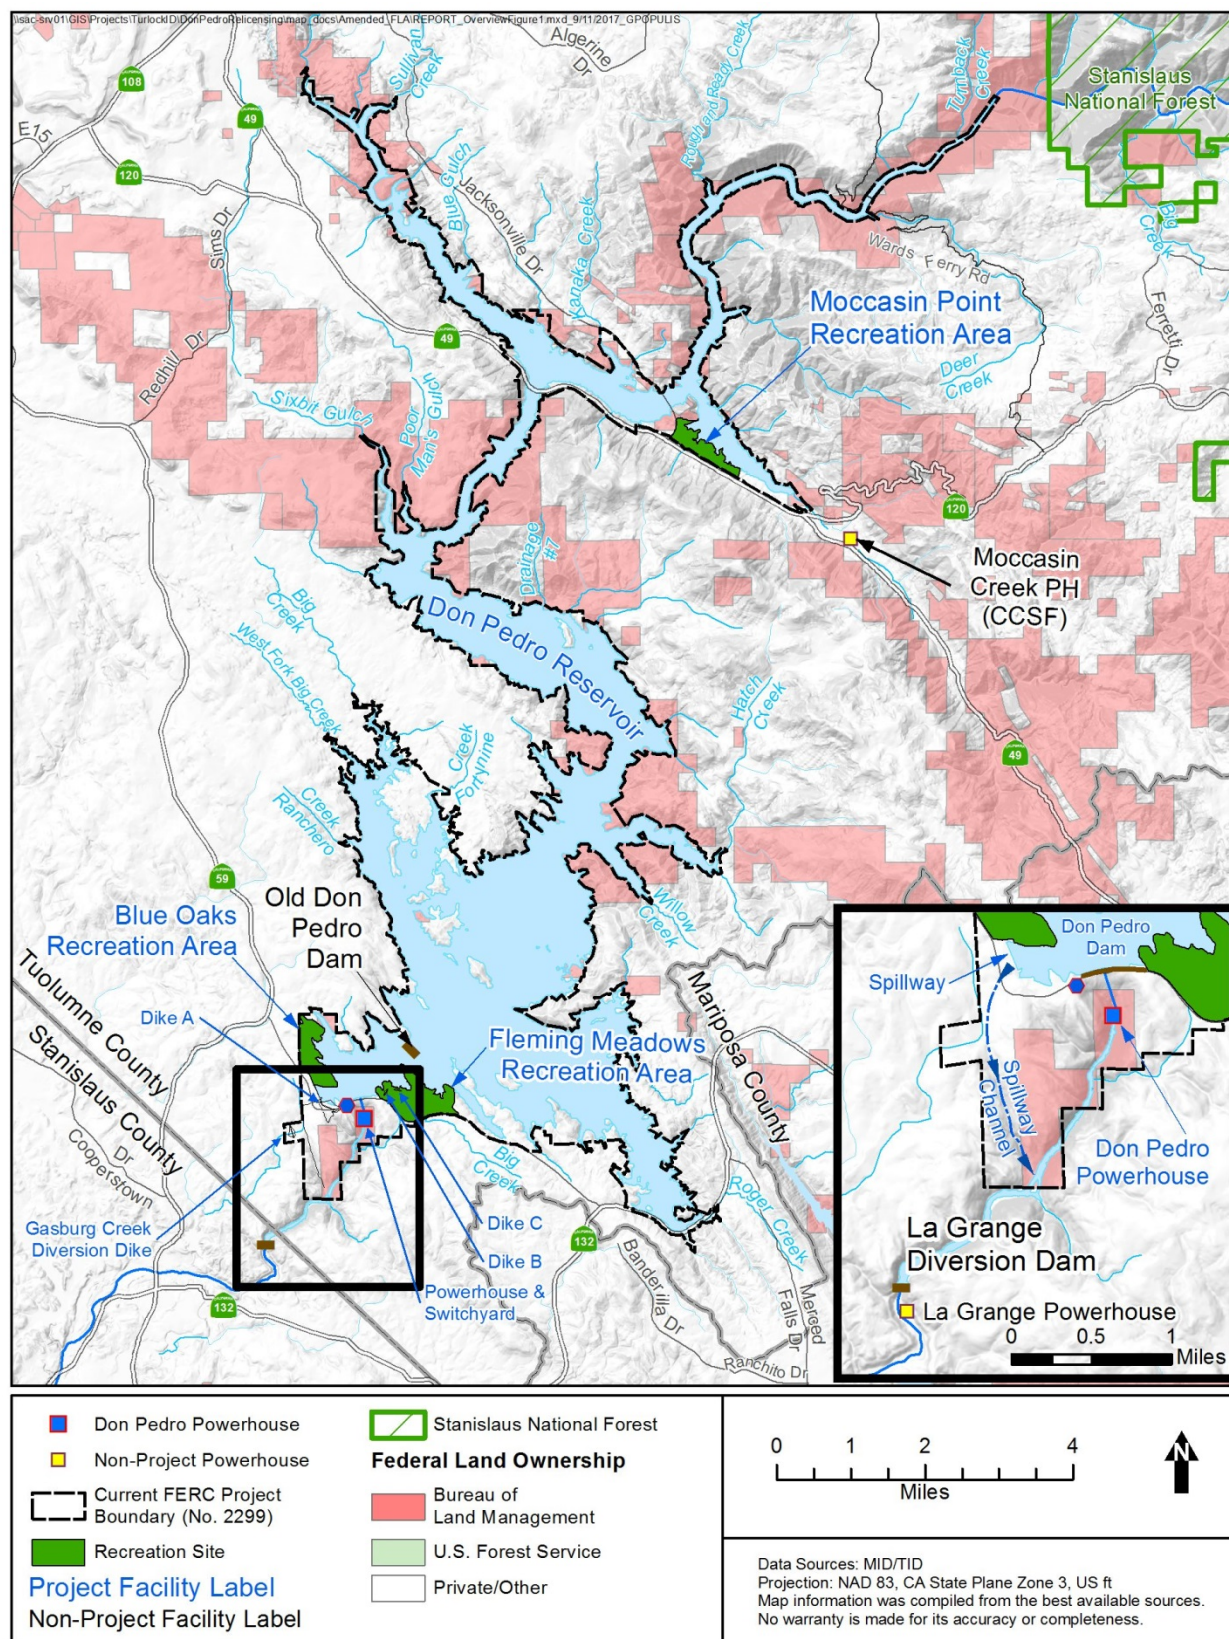 \\isac-srv01\GIS\Projects\TurlockID\DonPedroRelicensing\map_docs\Amended_FLA\REPORT_OverviewFigure1.mxd_9/11/2017_GPOPULIS
Algerine
Dr
Sullivan
Creek
Rough and Ready Creek
Turnback
Creek
Stanislaus
National Forest
108
49
E15
120
Sims Dr
Blue Gulch
Jacksonville Dr
Kanaka Creek
Wards Ferry Rd
Big
Creek
Ferretti Dr
Moccasin Point
Recreation Area
49
Deer
Creek
Redhill Dr
Sixbit Gulch
Poor
Man's Gulch
120
Drainage
#7
Moccasin
Creek PH
(CCSF)
Big
Creek
West Fork Big Creek
Don Pedro Reservoir
Hatch
Creek
49
Creek
Fortynine
Creek
Ranchero
59
Willow
Creek
Blue Oaks
Recreation Area
Old Don
Pedro
Dam
Mariposa County
Tuolumne County
Stanislaus County
Dike A
Fleming Meadows
Recreation Area
Cooperstown
Dr
Big
Creek
Roger Creek
Gasburg Creek
Diversion Dike
Dike C
Dike B
Powerhouse &
Switchyard
132
132
Banderilla Dr
Merced
Falls Dr
Ranchito Dr
Don Pedro
Dam
Spillway
Spillway
Channel
Don Pedro
Powerhouse
La Grange
Diversion Dam
La Grange Powerhouse
0 0.5 1
Miles
Don Pedro Powerhouse
Non-Project Powerhouse
Current FERC Project
Boundary (No. 2299)
Recreation Site
Project Facility Label
Non-Project Facility Label
Stanislaus National Forest
Federal Land Ownership
Bureau of
Land Management
U.S. Forest Service
Private/Other
0 1 2 4
Miles
N
Data Sources: MID/TID
Projection: NAD 83, CA State Plane Zone 3, US ft
Map information was compiled from the best available sources.
No warranty is made for its accuracy or completeness.